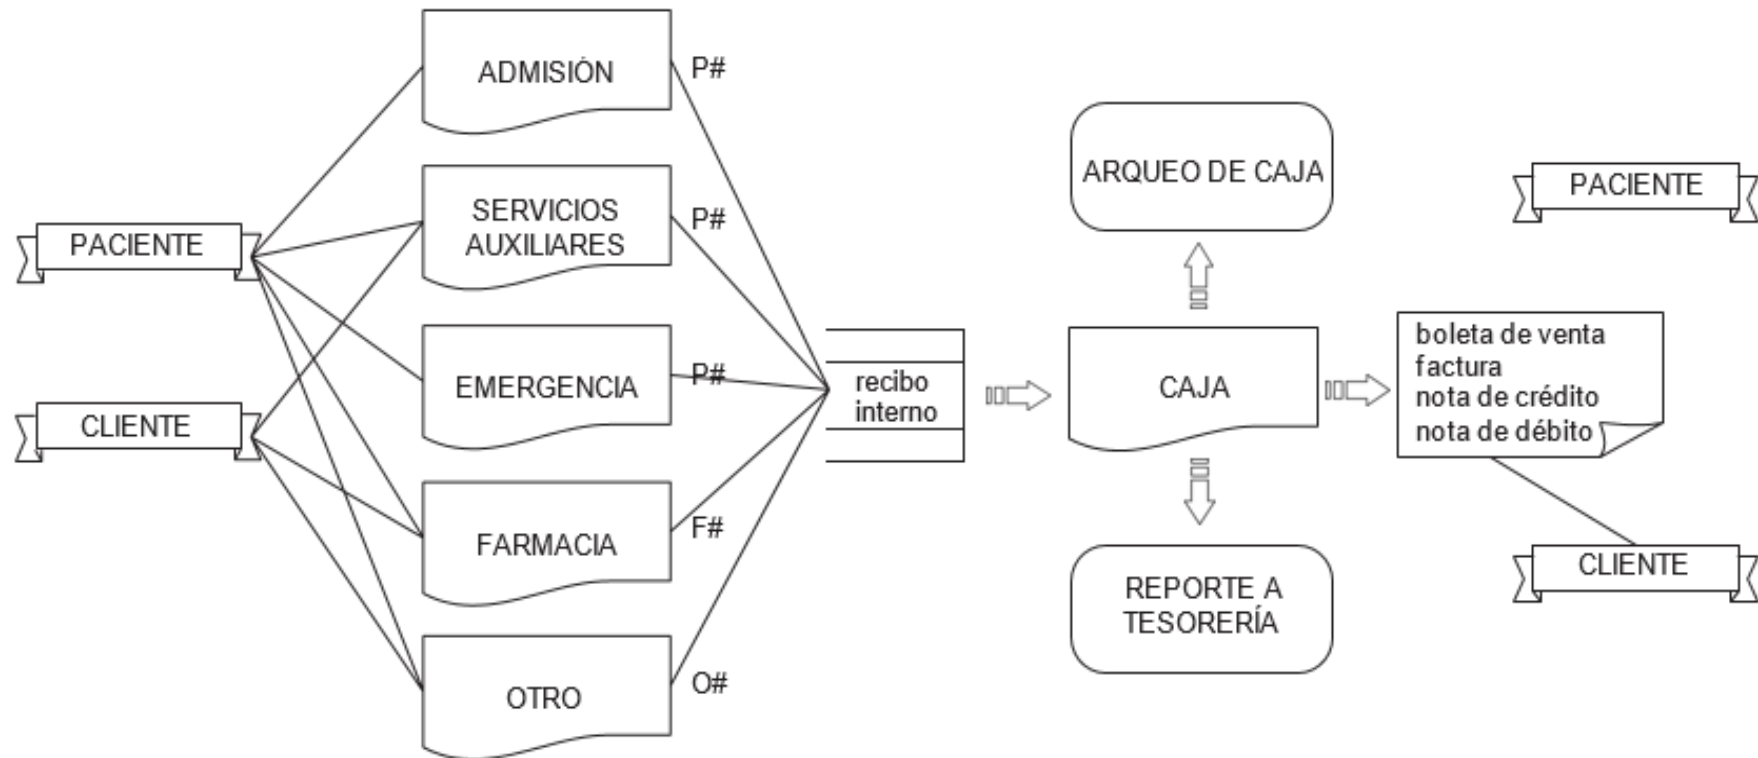 PACIENTE
CLIENTE
ADMISIÓN
P#
SERVICIOS
AUXILIARES
P#
EMERGENCIA
P#
FARMACIA
F#
OTRO
O#
recibo
interno
ARQUEO DE CAJA
CAJA
REPORTE A
TESORERÍA
PACIENTE
boleta de venta
factura
nota de crédito
nota de débito
CLIENTE